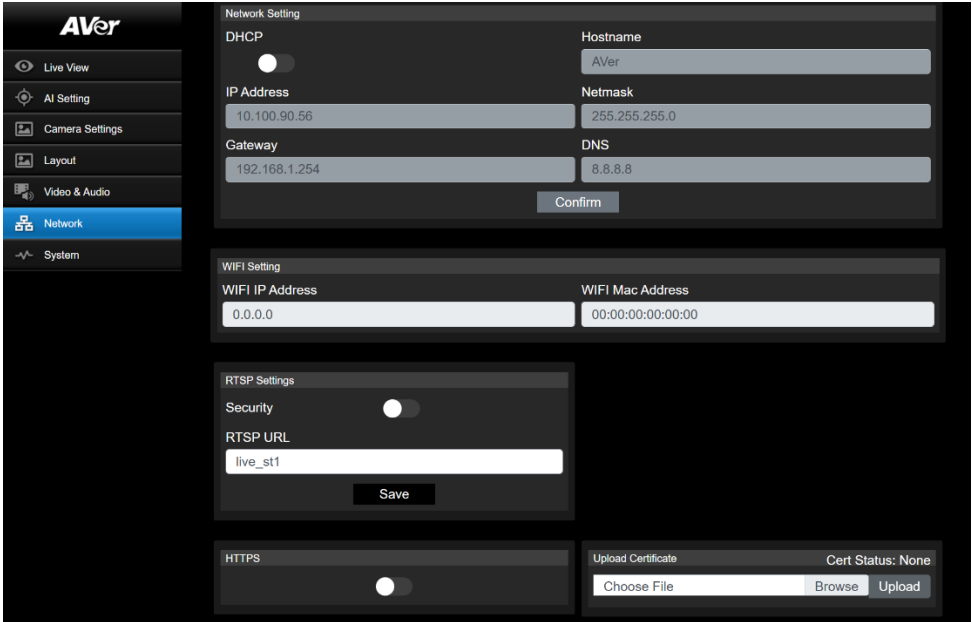 AVer
Live View
AI Setting
Camera Settings
Layout
Video & Audio
Network
System
Network Setting
DHCP
Hostname
AVer
IP Address
Netmask
10.100.90.56
255.255.255.0
Gateway
DNS
192.168.1.254
8.8.8.8
Confirm
WIFI Setting
WIFI IP Address
WIFI Mac Address
0.0.0.0
00:00:00:00:00:00
RTSP Settings
Security
RTSP URL
live_st1
Save
HTTPS
Upload Certificate
Cert Status: None
Choose File
Browse
Upload